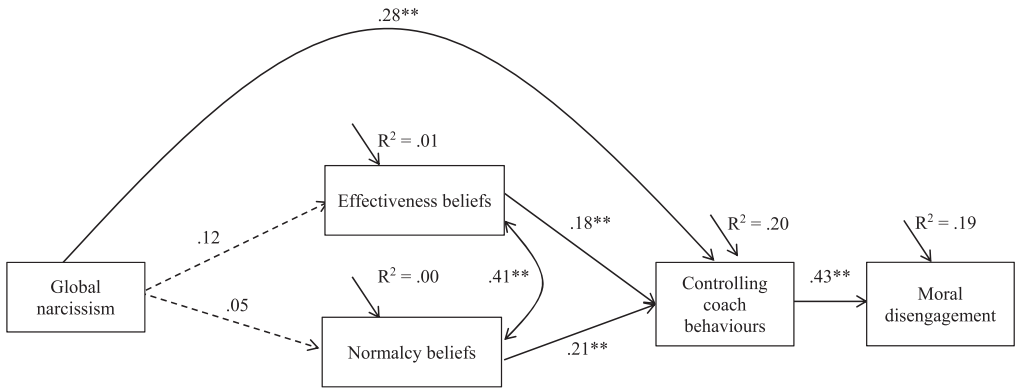 .28**
R² = .01
Effectiveness beliefs
.18**
R² = .20
R² = .19
.12
Global
narcissism
R² = .00
.41**
Controlling
coach
behaviours
.43**
Moral
disengagement
.05
Normalcy beliefs
.21**